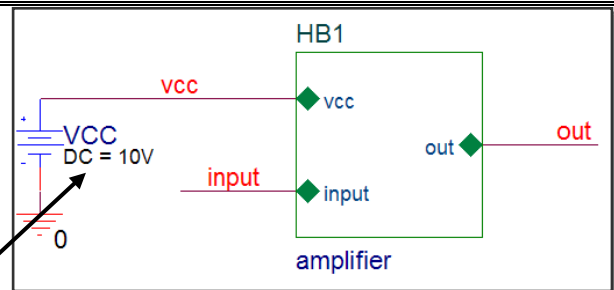 HB1
vcc
vcc
VCC
DC = 10V
out
out
input
input
0
amplifier